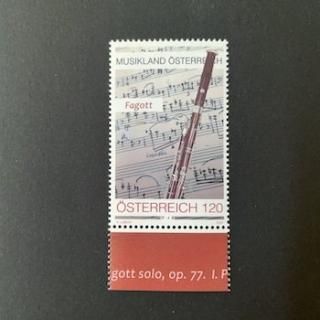 MUSIKLAND ÖSTERREICH
Fagott
ÖSTERREICH 120
gott solo, op. 77. I. P